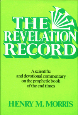 THE
REVELATION
RECORD
A scientific
and devotional commentary
on the prophetic book
of the end times
HENRY M. MORRIS